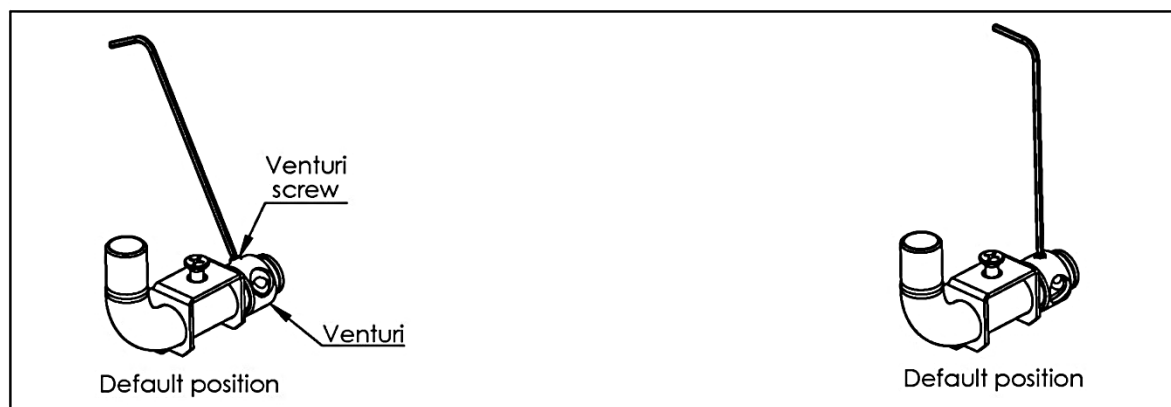 Venturi
screw
Venturi
Default position
Default position